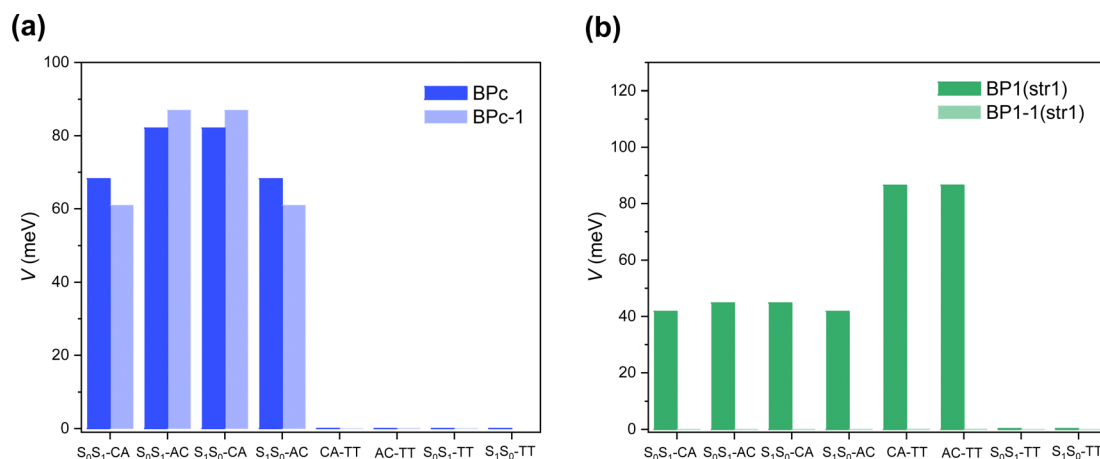 (a)
100
80
60
40
20
0
V (meV)
BPc
BPc-1
S₀S₁-CA S₀S₁-AC S₁S₀-CA S₁S₀-AC CA-TT AC-TT S₀S₁-TT S₁S₀-TT
(b)
120
100
80
60
40
20
0
V (meV)
BP1(str1)
BP1-1(str1)
S₀S₁-CA S₀S₁-AC S₁S₀-CA S₁S₀-AC CA-TT AC-TT S₀S₁-TT S₁S₀-TT